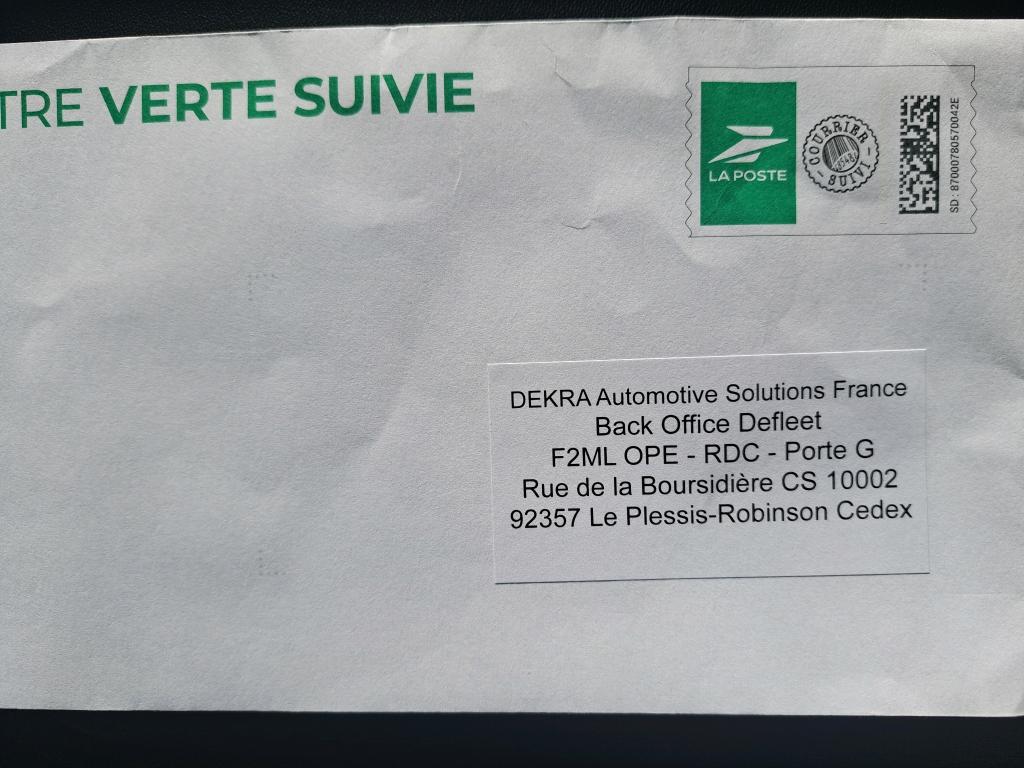 TRE VERTE SUIVIE
LA POSTE
COURRIER
SUIVI
SD : 87000780570042E
DEKRA Automotive Solutions France
Back Office Defleet
F2ML OPE - RDC - Porte G
Rue de la Boursidière CS 10002
92357 Le Plessis-Robinson Cedex